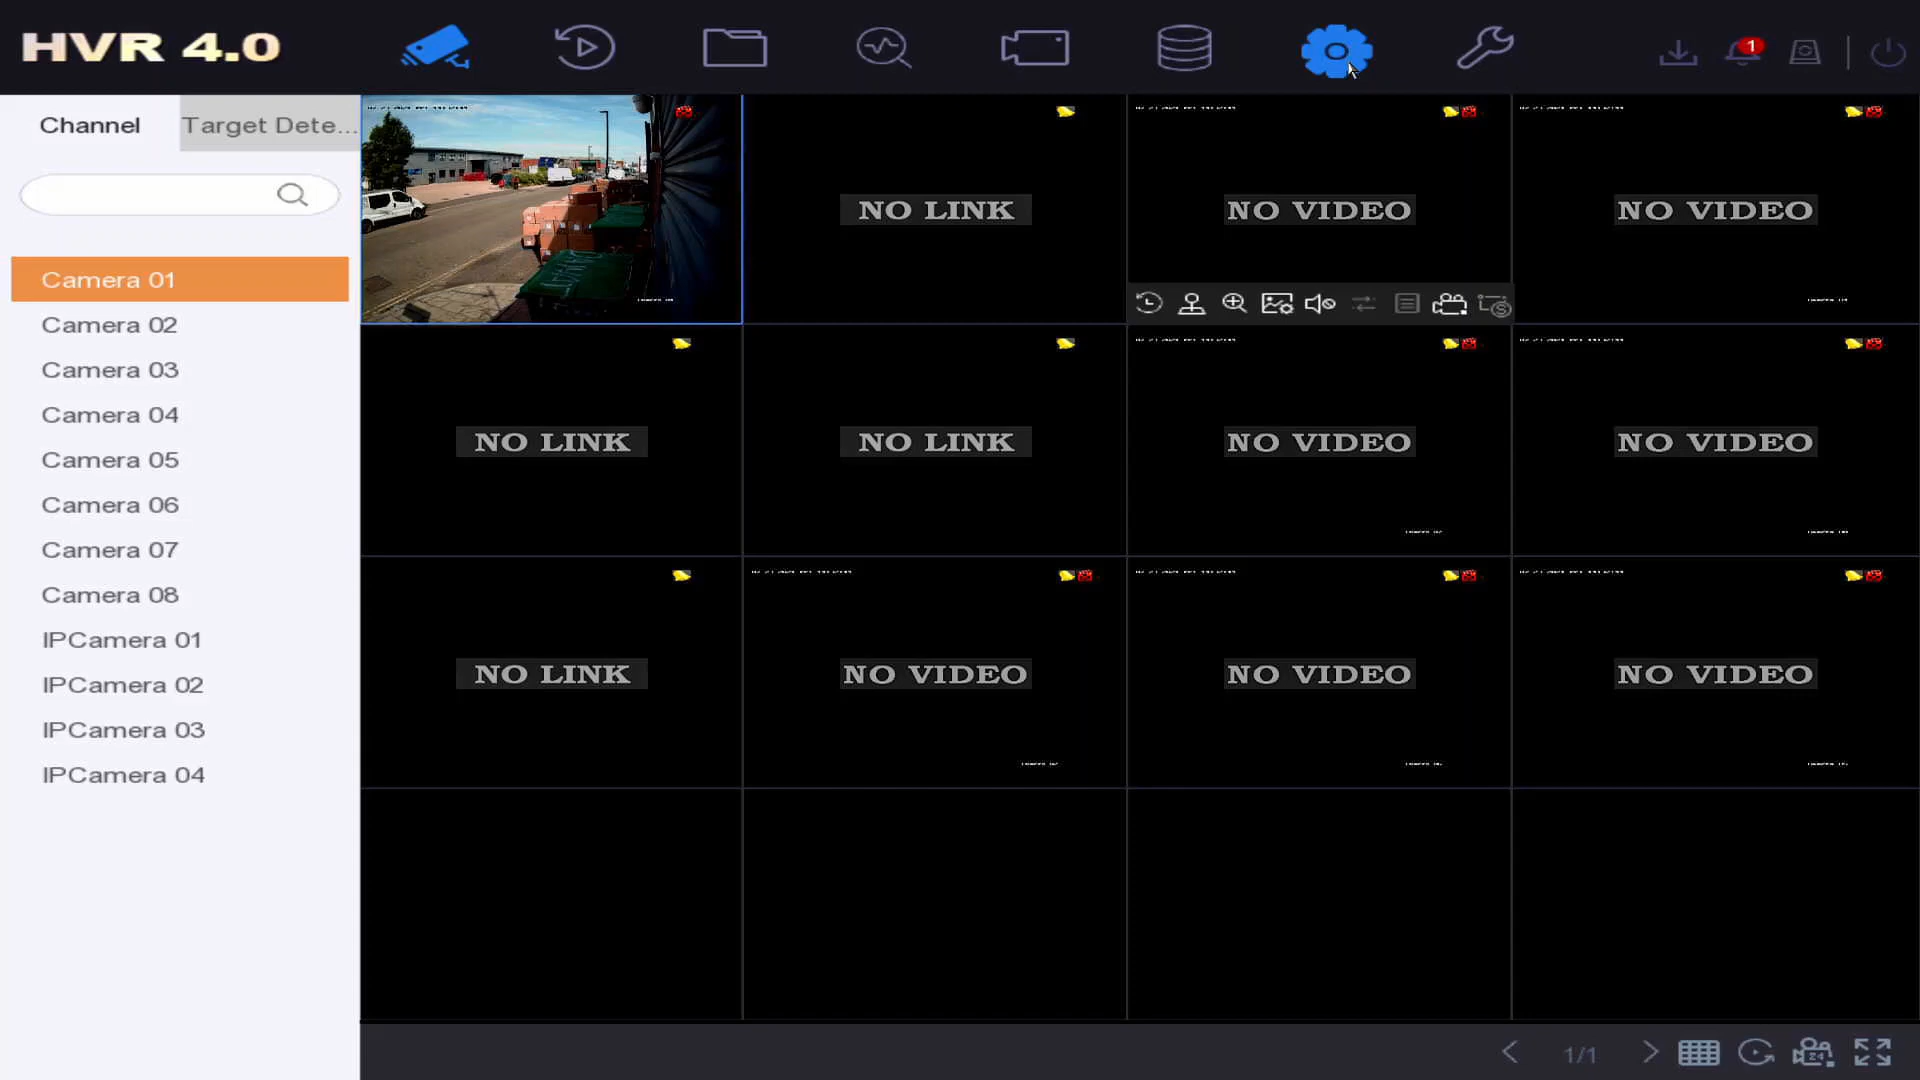 HVR 4.0
1
Channel
Target Dete...
Camera 01
Camera 02
Camera 03
Camera 04
Camera 05
Camera 06
Camera 07
Camera 08
IPCamera 01
IPCamera 02
IPCamera 03
IPCamera 04
NO LINK
NO VIDEO
NO VIDEO
NO LINK
NO LINK
NO VIDEO
NO VIDEO
NO LINK
NO VIDEO
NO VIDEO
NO VIDEO
1/1
24